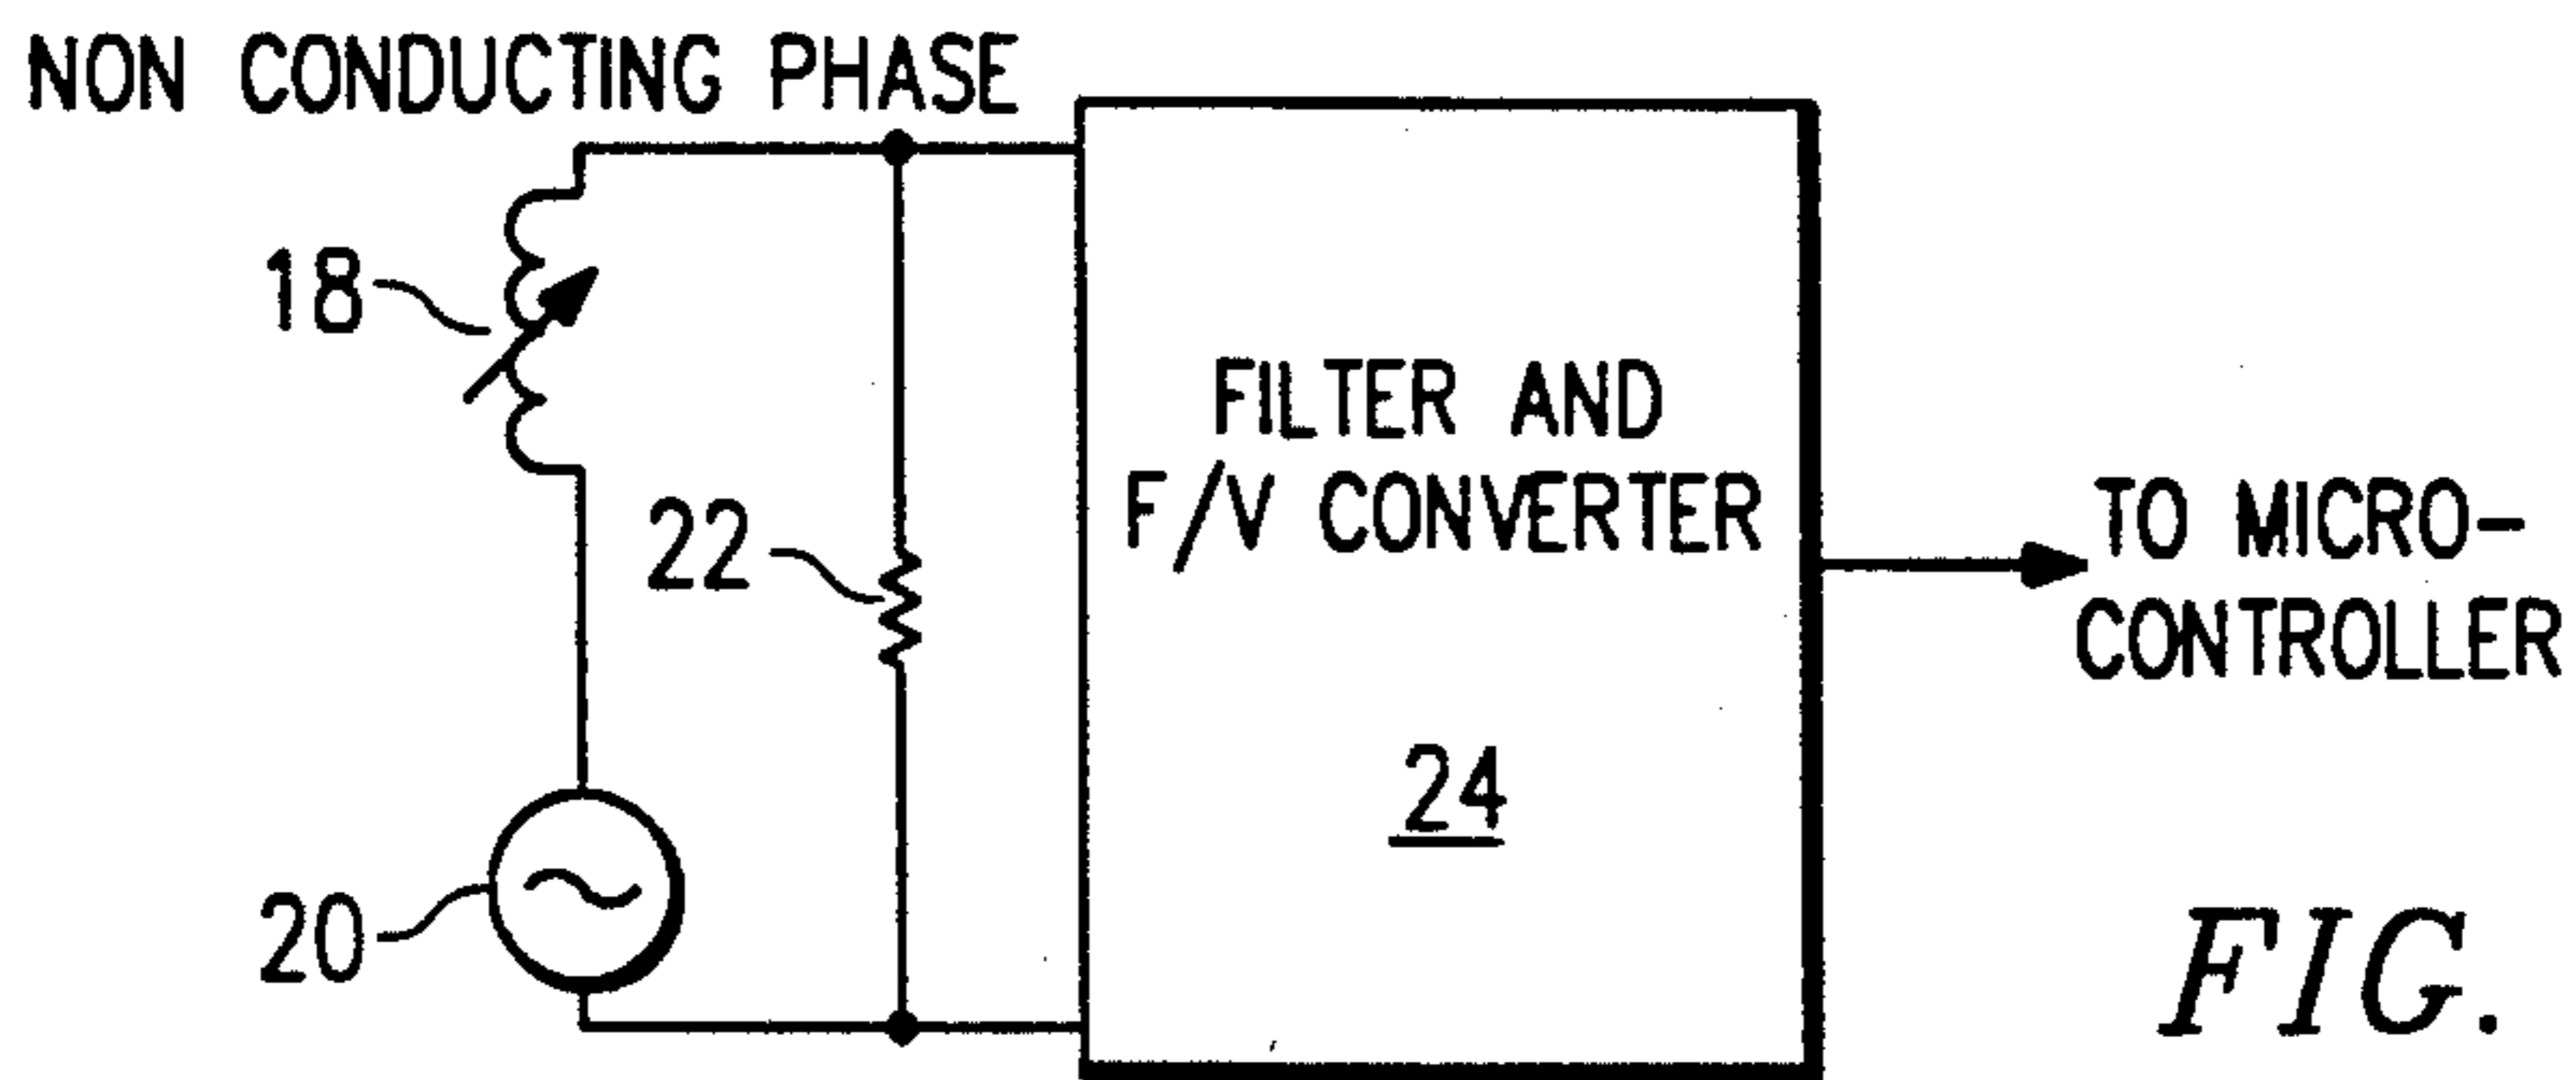 NON CONDUCTING PHASE
18
22
20
FILTER AND
F/V CONVERTER
24
TO MICRO-
CONTROLLER
FIG.